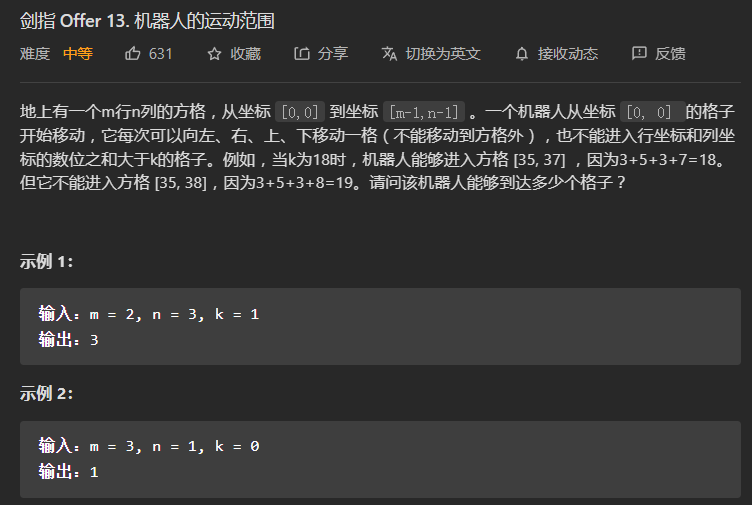 剑指 Offer 13. 机器人的运动范围
难度 中等 631 收藏 分享 切换为英文 接收动态 反馈
地上有一个m行n列的方格，从坐标 [0,0] 到坐标 [m-1,n-1] 。一个机器人从坐标 [0, 0] 的格子
开始移动，它每次可以向左、右、上、下移动一格（不能移动到方格外），也不能进入行坐标和列坐
标的数位之和大于k的格子。例如，当k为18时，机器人能够进入方格 [35, 37] ，因为3+5+3+7=18。
但它不能进入方格 [35, 38]，因为3+5+3+8=19。请问该机器人能够到达多少个格子？
示例 1：
输入：m = 2, n = 3, k = 1
输出：3
示例 2：
输入：m = 3, n = 1, k = 0
输出：1